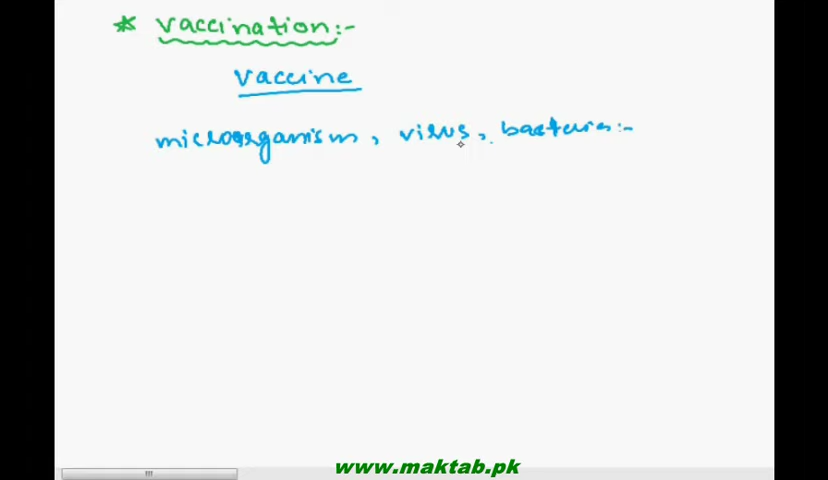 * Vaccination:-
Vaccine
microorganism, virus, bacteria:-
www.maktab.pk